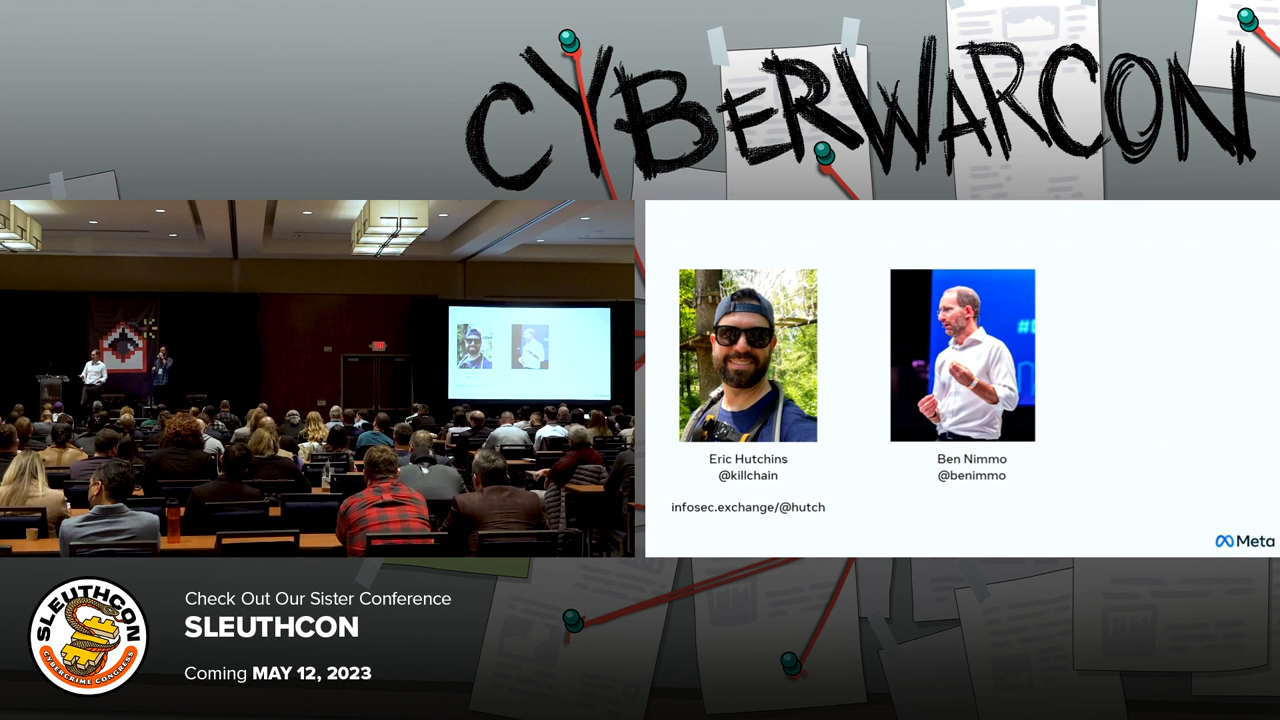 CYBERWARCON
Eric Hutchins
@killchain
infosec.exchange/@hutch
Ben Nimmo
@benimmo
Meta
SLEUTHCON
CYBERCRIME CONGRESS
Check Out Our Sister Conference
SLEUTHCON
Coming MAY 12, 2023